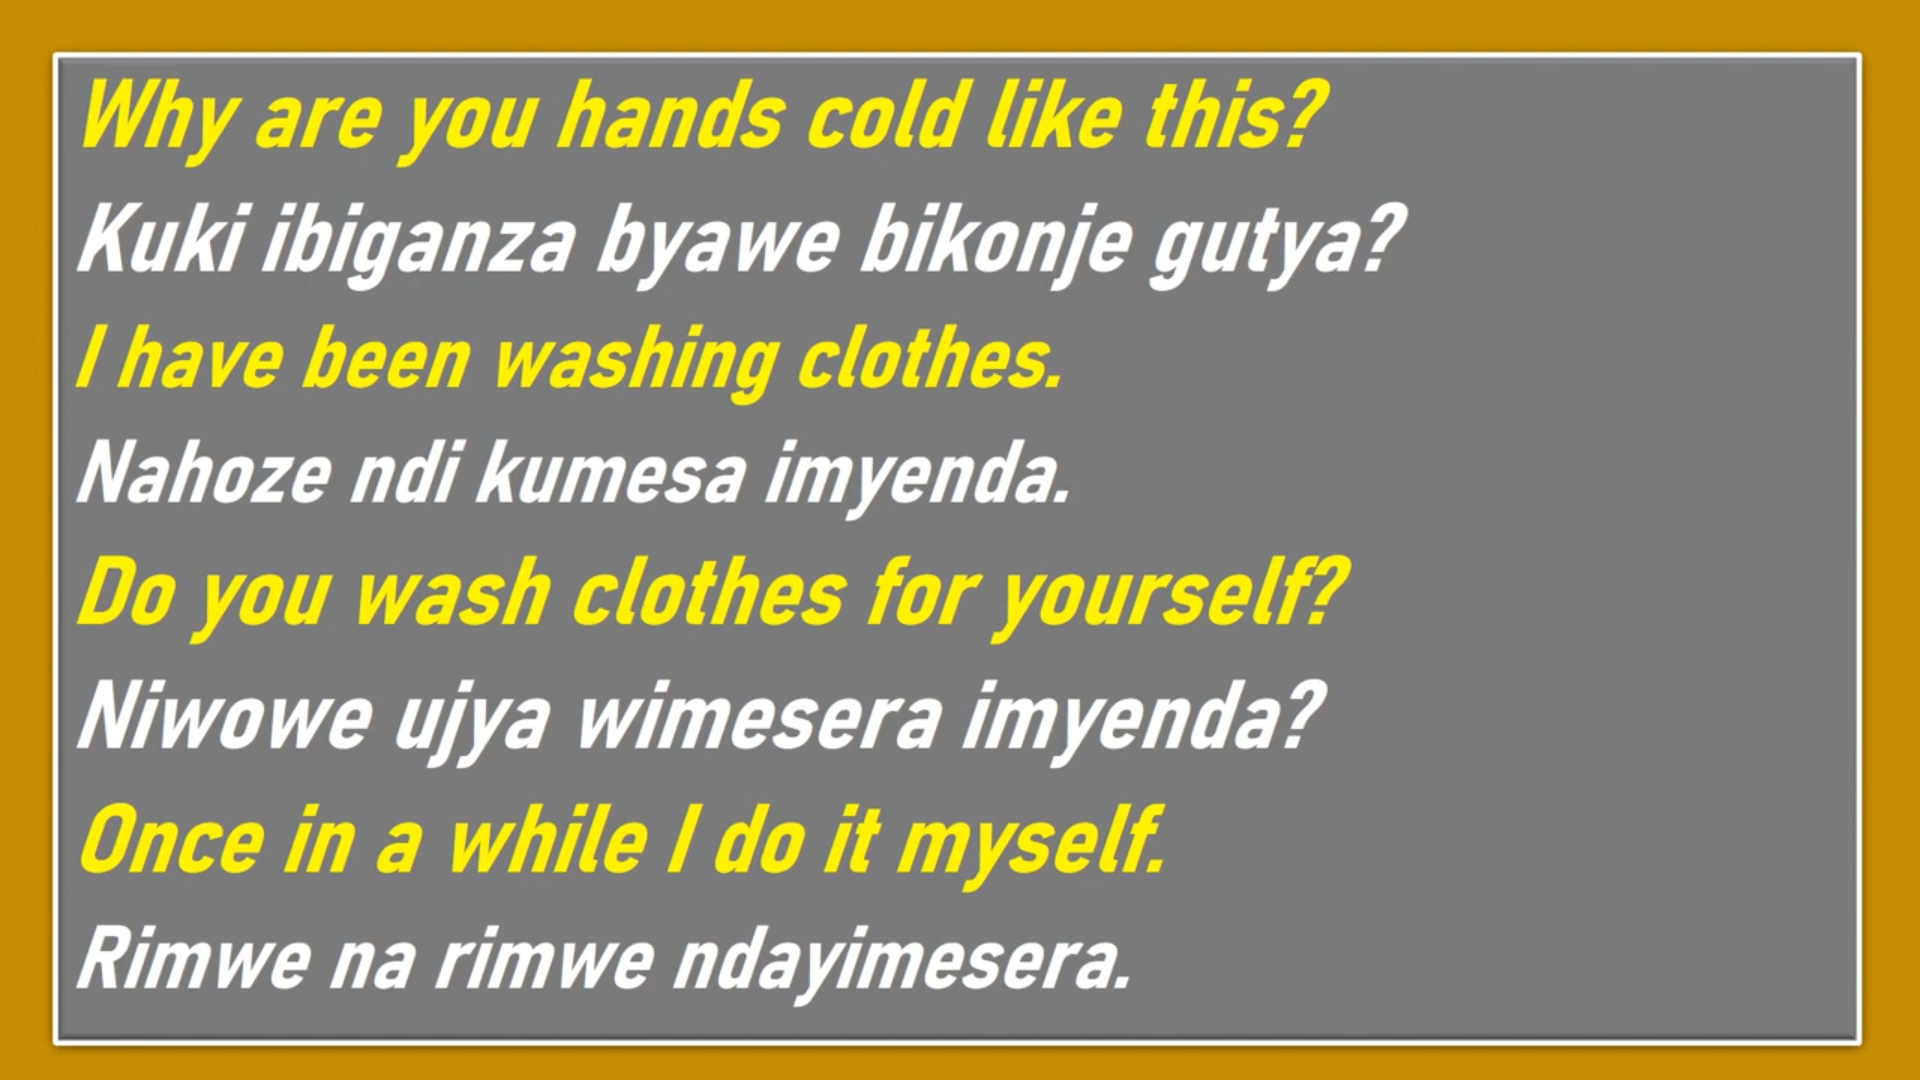 Why are you hands cold like this?
Kuki ibiganza byawe bikonje gutya?
I have been washing clothes.
Nahoze ndi kumesa imyenda.
Do you wash clothes for yourself?
Niwowe ujya wimesera imyenda?
Once in a while I do it myself.
Rimwe na rimwe ndayimesera.